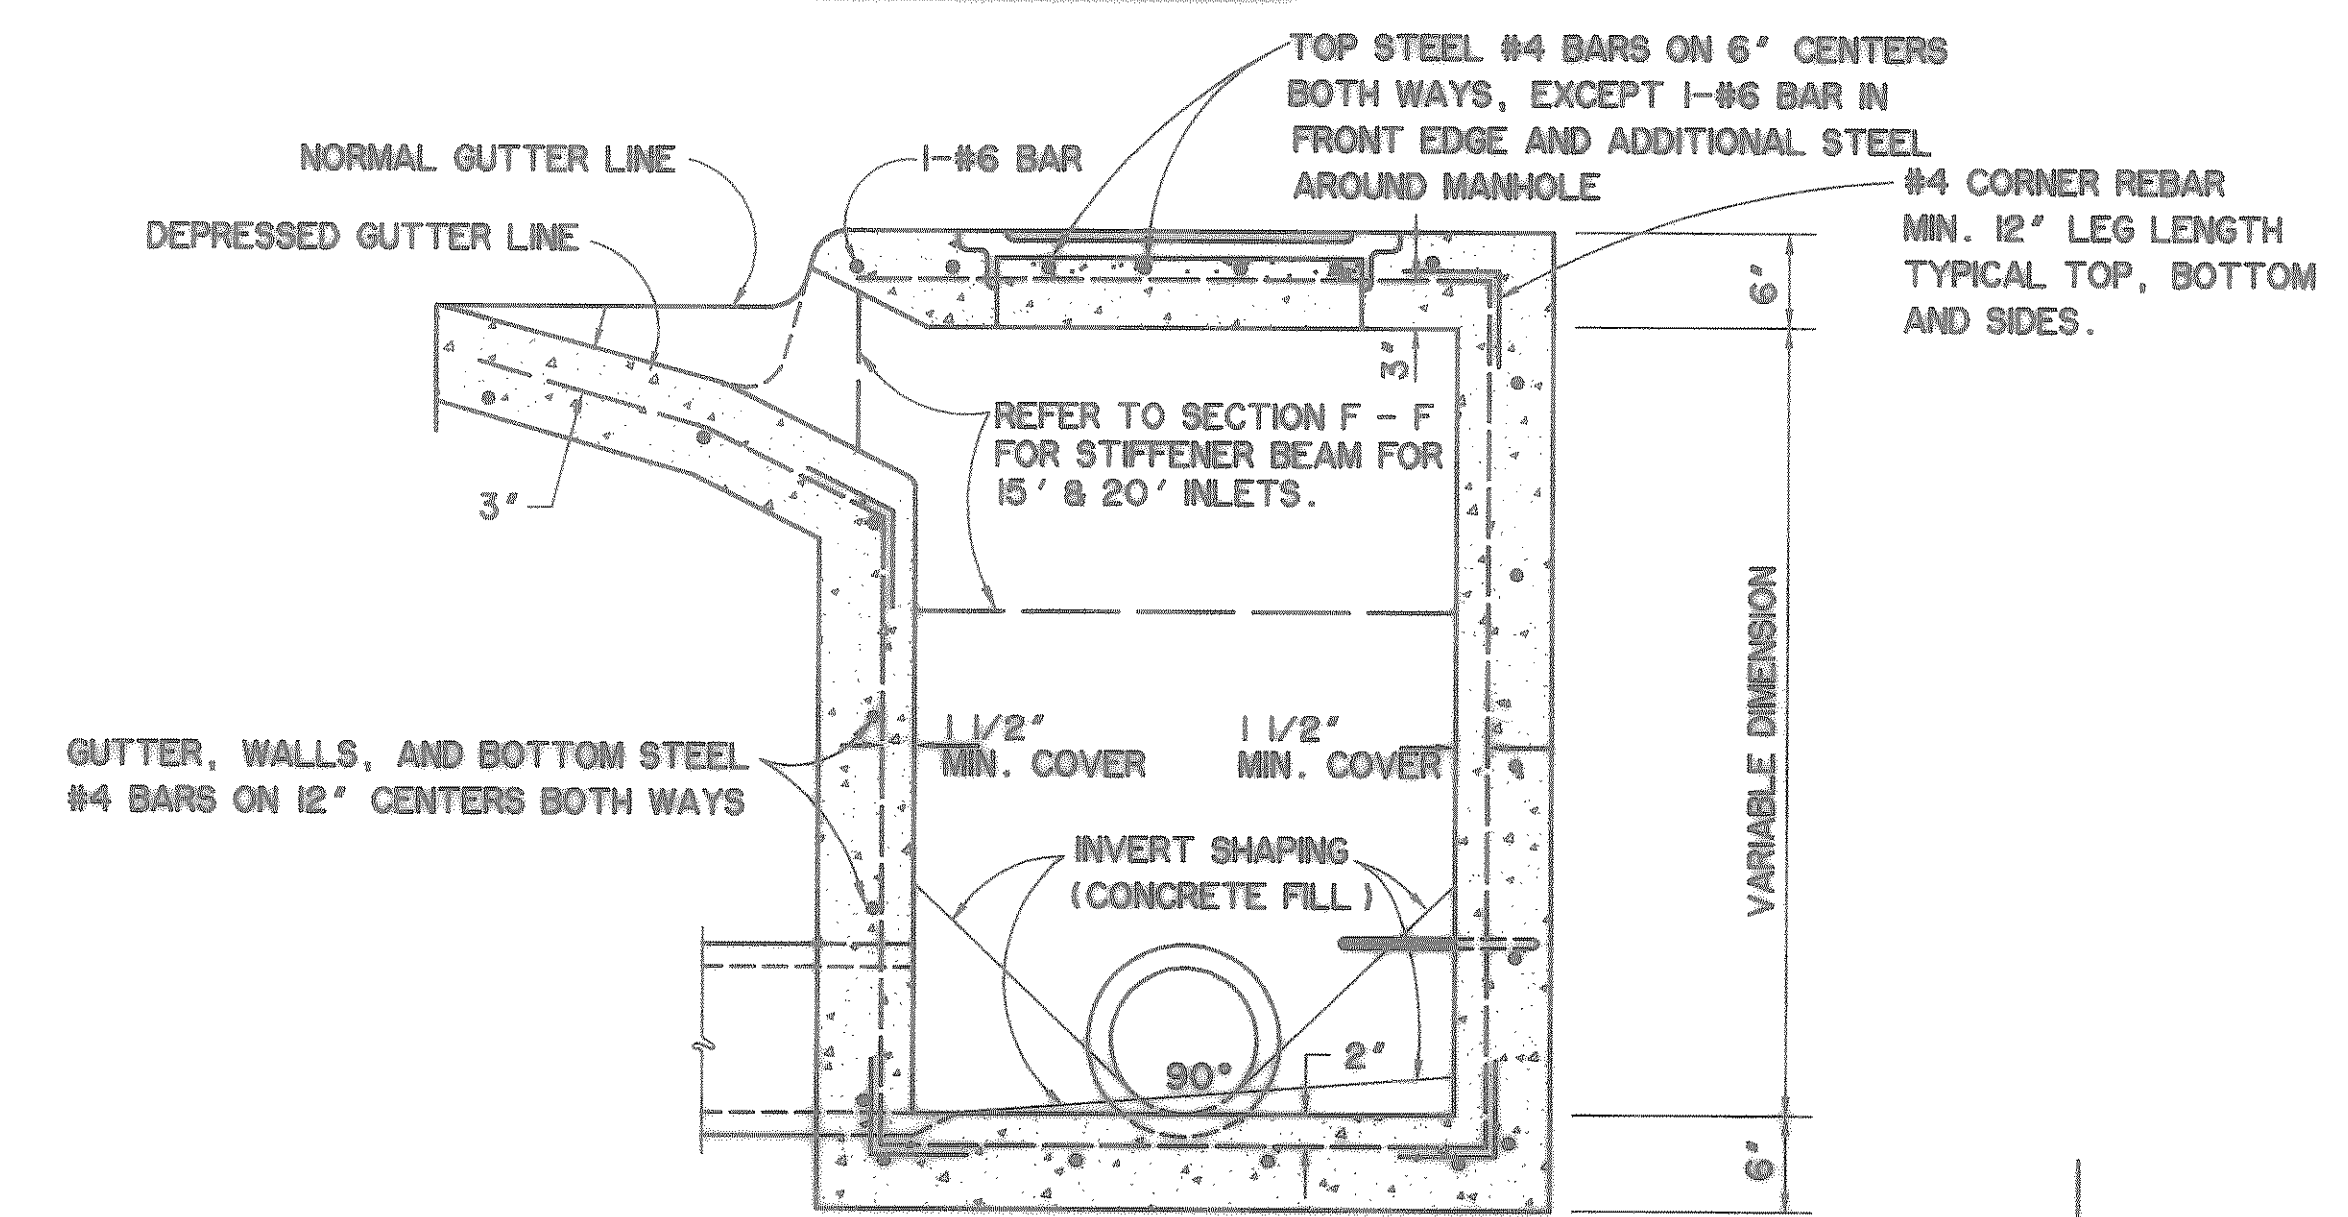 TOP STEEL #4 BARS ON 6" CENTERS
BOTH WAYS, EXCEPT 1-#6 BAR IN
FRONT EDGE AND ADDITIONAL STEEL
AROUND MANHOLE
NORMAL GUTTER LINE
1-#6 BAR
#4 CORNER REBAR
MIN. 12" LEG LENGTH
TYPICAL TOP, BOTTOM
AND SIDES.
DEPRESSED GUTTER LINE
6"
3"
REFER TO SECTION F - F
FOR STIFFENER BEAM FOR
15' & 20' INLETS.
3"
VARIABLE DIMENSION
1 1/2"
MIN. COVER
1 1/2"
MIN. COVER
GUTTER, WALLS, AND BOTTOM STEEL
#4 BARS ON 12" CENTERS BOTH WAYS
INVERT SHAPING
(CONCRETE FILL)
2"
90°
6"